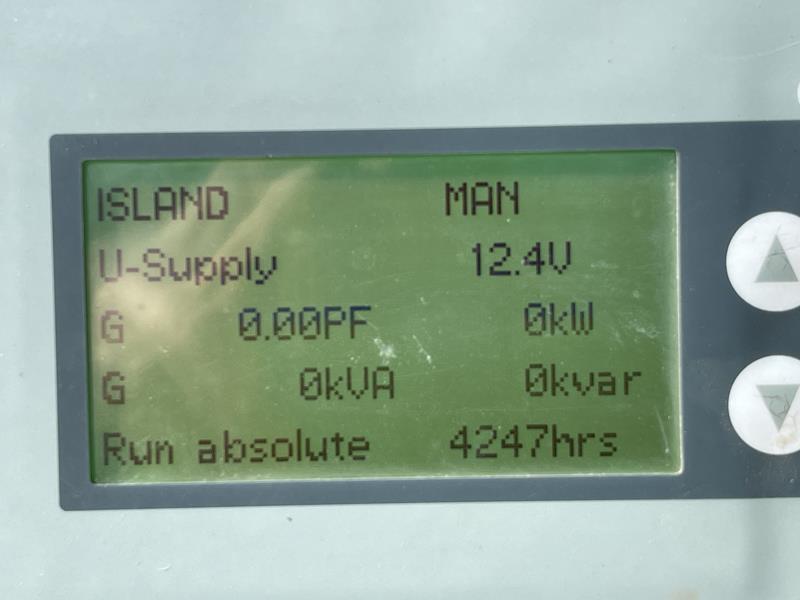 ISLAND MAN
U-Supply 12.4V
G 0.00PF 0kW
G 0kVA 0kvar
Run absolute 4247hrs